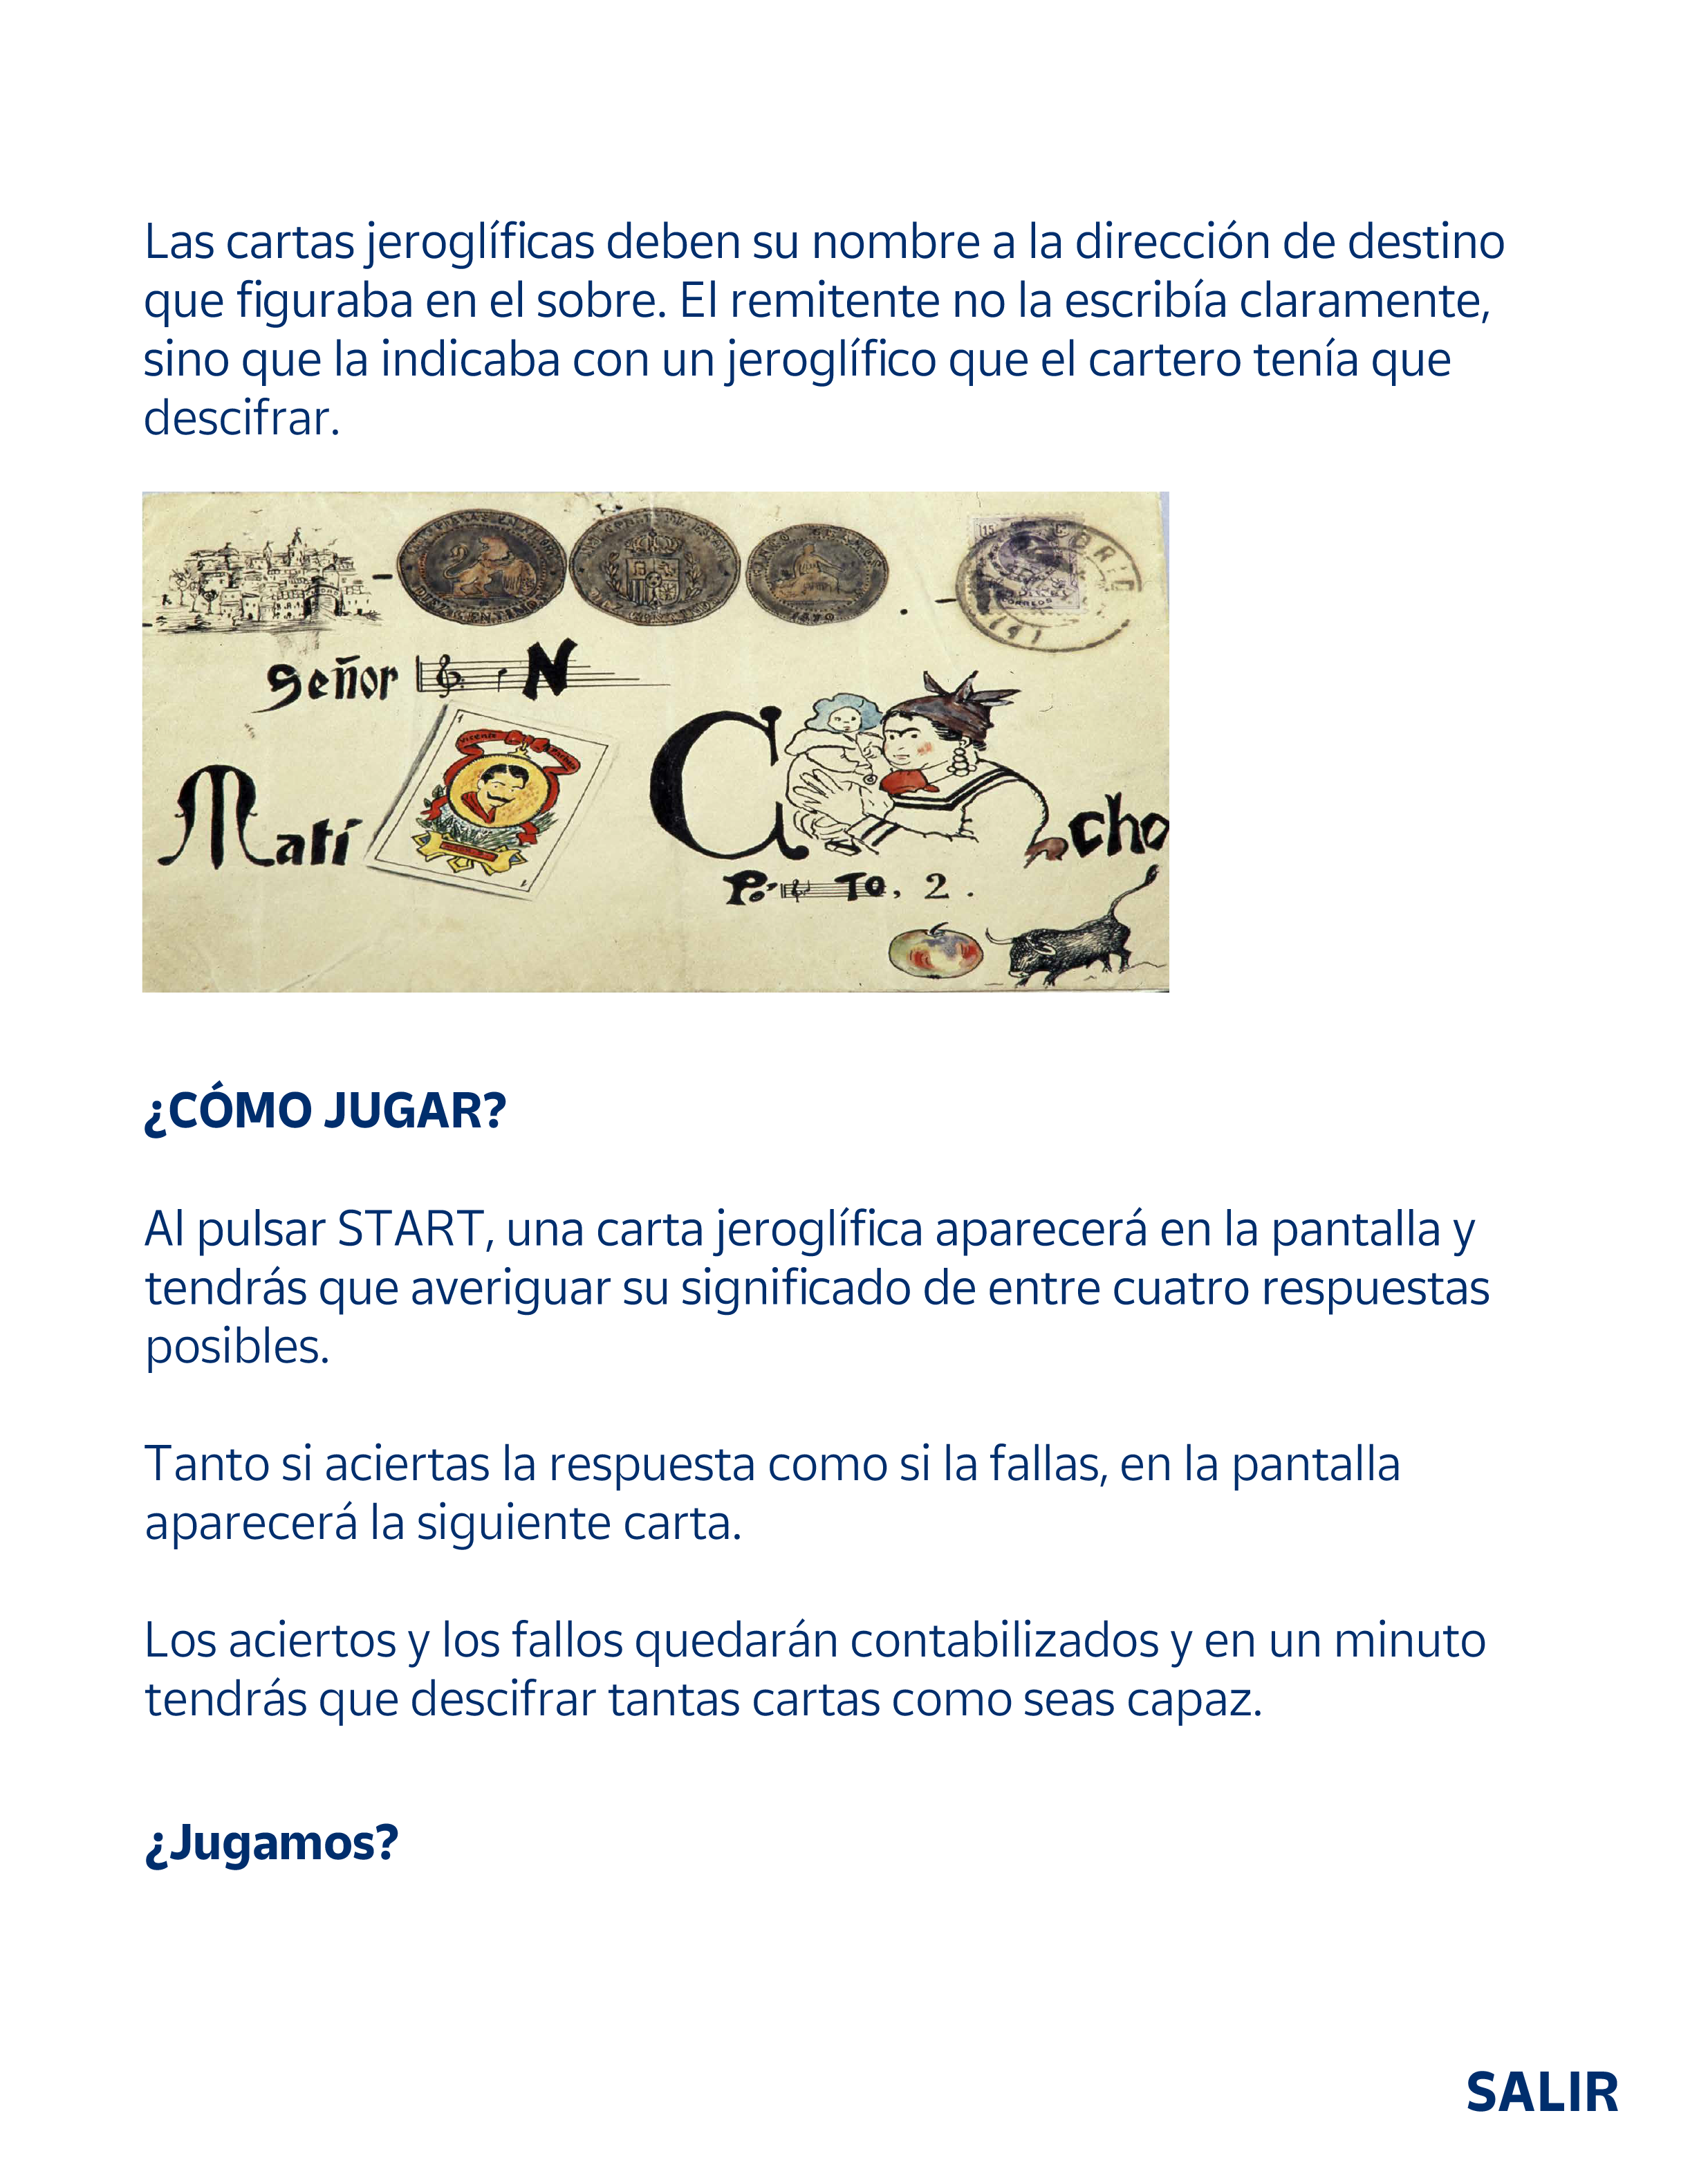 Las cartas jeroglíficas deben su nombre a la dirección de destino
que figuraba en el sobre. El remitente no la escribía claramente,
sino que la indicaba con un jeroglífico que el cartero tenía que
descifrar.
15
Señor N
Matí C cho
Po TO, 2.
¿CÓMO JUGAR?
Al pulsar START, una carta jeroglífica aparecerá en la pantalla y
tendrás que averiguar su significado de entre cuatro respuestas
posibles.
Tanto si aciertas la respuesta como si la fallas, en la pantalla
aparecerá la siguiente carta.
Los aciertos y los fallos quedarán contabilizados y en un minuto
tendrás que descifrar tantas cartas como seas capaz.
¿Jugamos?
SALIR